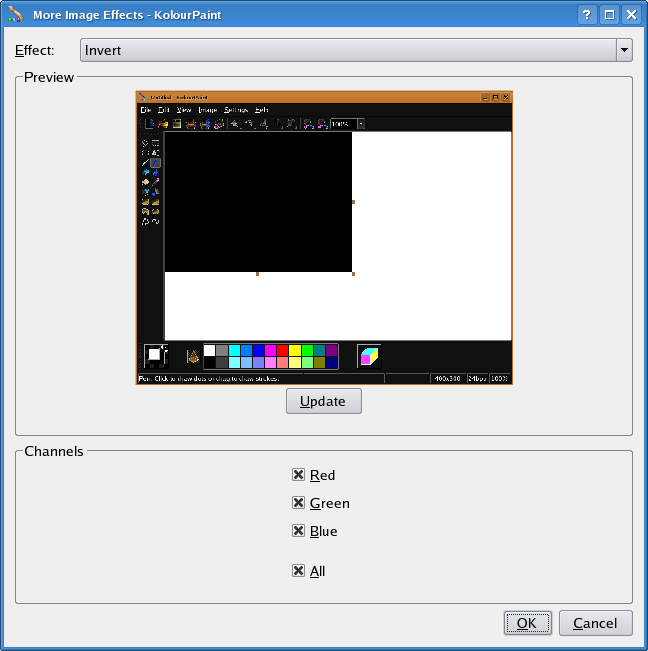 More Image Effects - KolourPaint
Effect: Invert
Preview
Untitled - KolourPaint
File Edit View Image Settings Help
100%
Pen: Click to draw dots or drag to draw strokes.
400x300 24bpp 100%
Update
Channels
Red
Green
Blue
All
OK Cancel